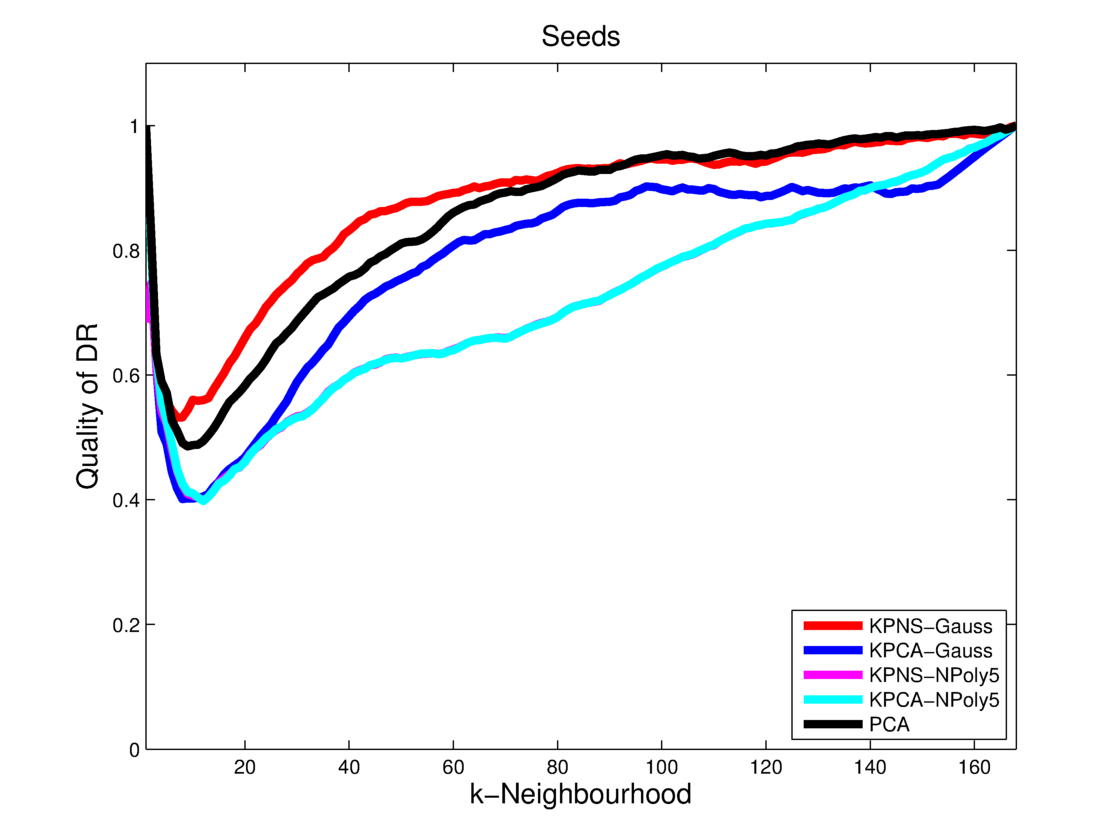 Seeds
Quality of DR
1
0.8
0.6
0.4
0.2
0
20 40 60 80 100 120 140 160
k−Neighbourhood
KPNS−Gauss
KPCA−Gauss
KPNS−NPoly5
KPCA−NPoly5
PCA